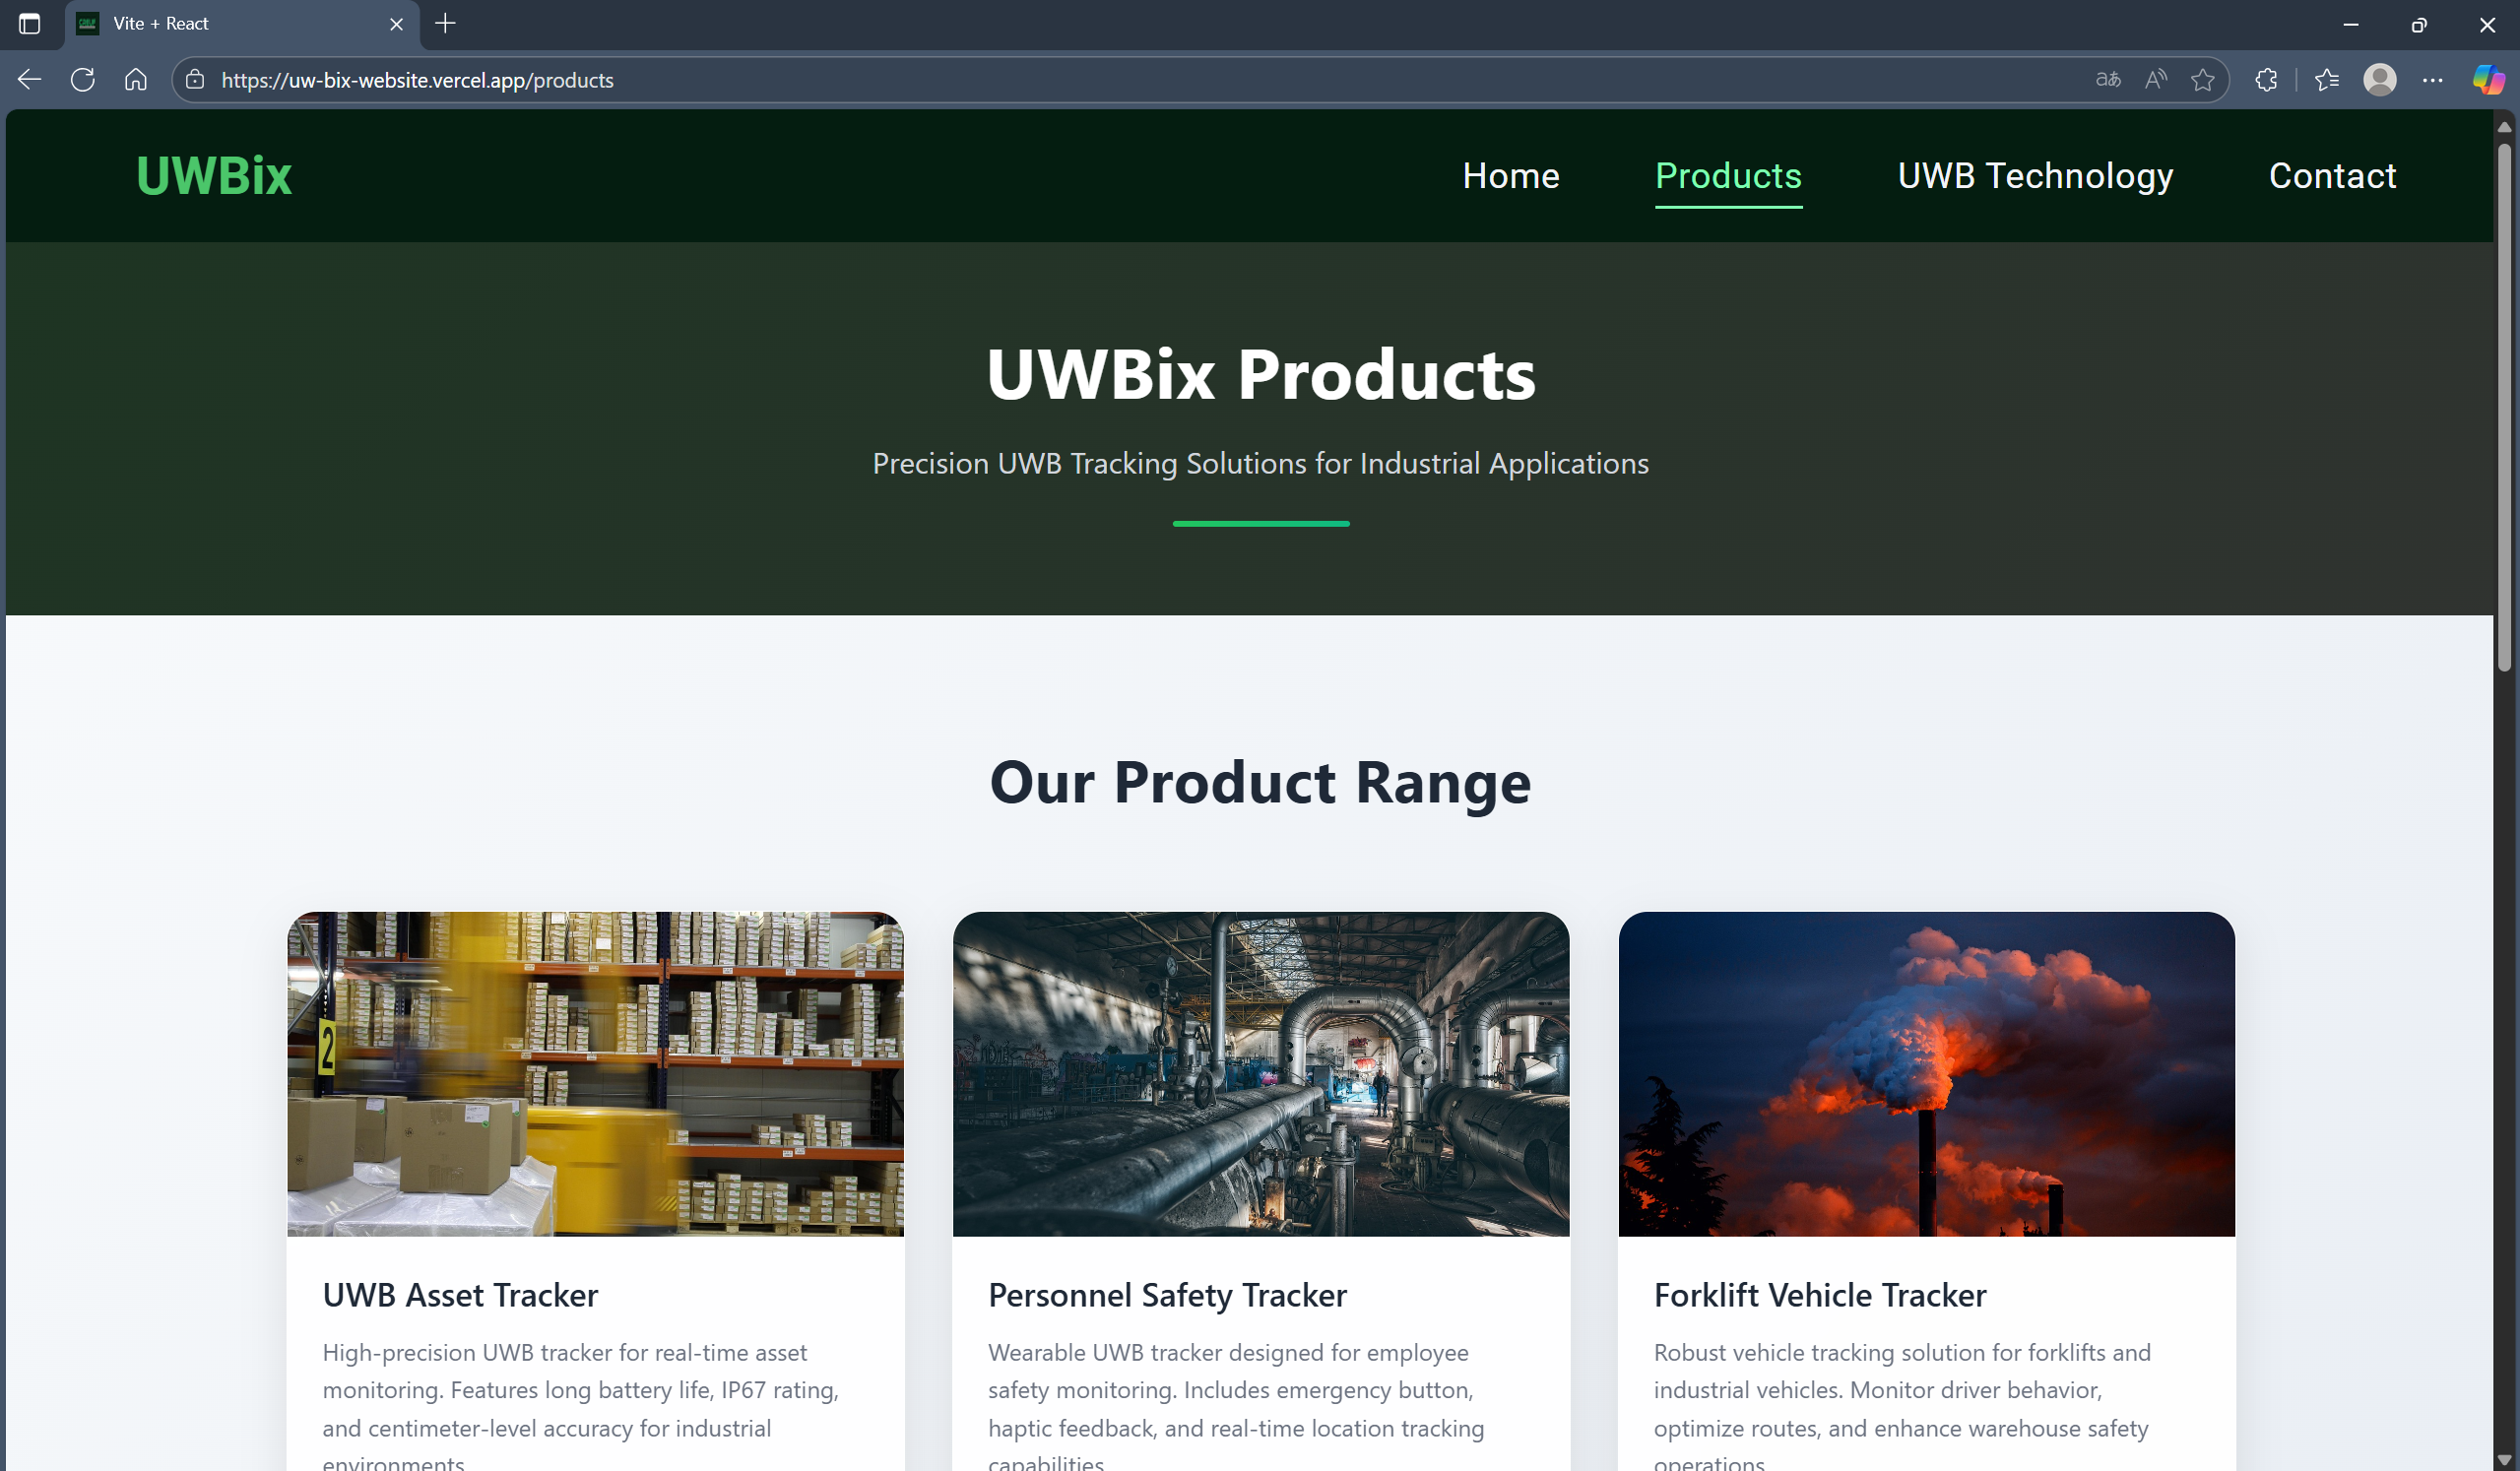 Vite + React
https://uw-bix-website.vercel.app/products
UWBix
Home
Products
UWB Technology
Contact
UWBix Products
Precision UWB Tracking Solutions for Industrial Applications
Our Product Range
2
UWB Asset Tracker
High-precision UWB tracker for real-time asset
monitoring. Features long battery life, IP67 rating,
and centimeter-level accuracy for industrial
environments.
Personnel Safety Tracker
Wearable UWB tracker designed for employee
safety monitoring. Includes emergency button,
haptic feedback, and real-time location tracking
capabilities.
Forklift Vehicle Tracker
Robust vehicle tracking solution for forklifts and
industrial vehicles. Monitor driver behavior,
optimize routes, and enhance warehouse safety
operations.